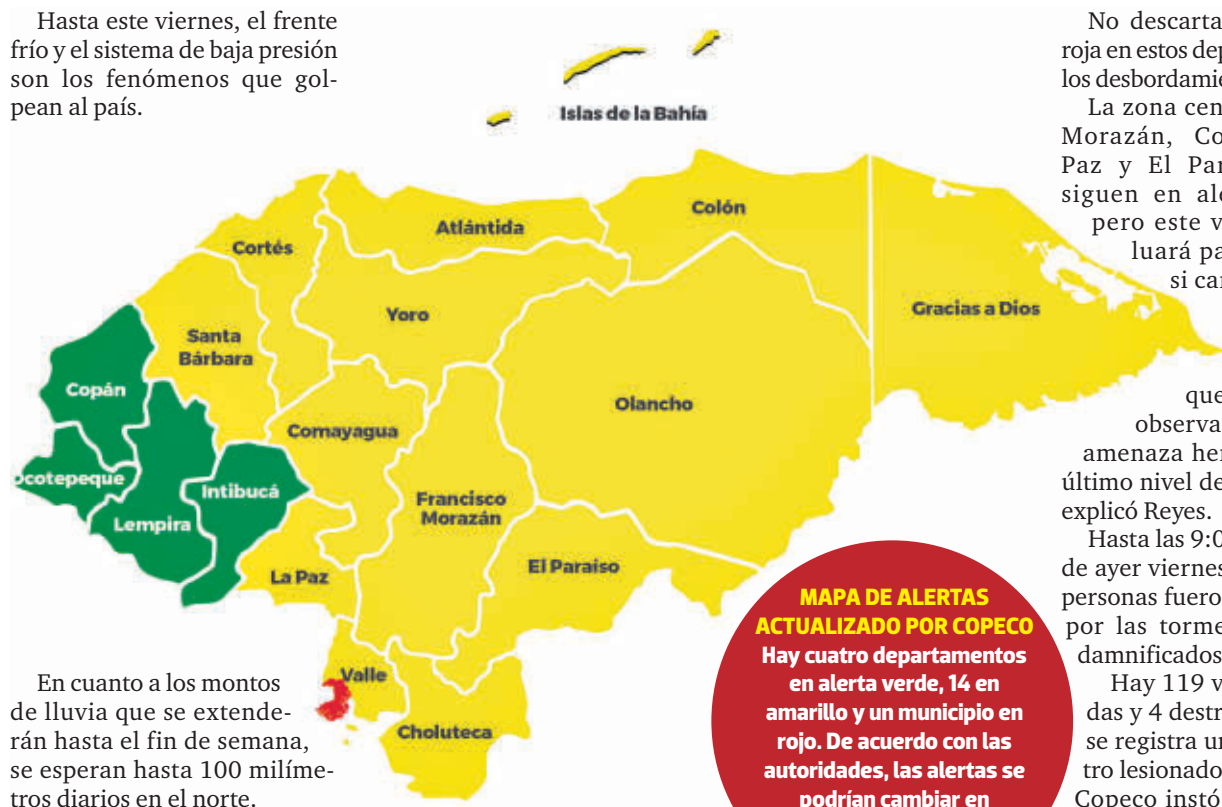 Hasta este viernes, el frente
frío y el sistema de baja presión
son los fenómenos que gol-
pean al país.
Islas de la Bahía
Colón
Atlántida
Cortés
Gracias a Dios
Yoro
Santa
Bárbara
Copán
Olancho
Comayagua
ocotepeque
Intibucá
Francisco
Morazán
Lempira
El Paraiso
La Paz
Valle
Choluteca
En cuanto a los montos
de lluvia que se extende-
rán hasta el fin de semana,
se esperan hasta 100 milíme-
tros diarios en el norte.
MAPA DE ALERTAS
ACTUALIZADO POR COPECO
Hay cuatro departamentos
en alerta verde, 14 en
amarillo y un municipio en
rojo. De acuerdo con las
autoridades, las alertas se
podrían cambiar en
No descarta
roja en estos dep
los desbordamie
La zona cen
Morazán, Co
Paz y El Par
siguen en al
pero este v
luará pa
si ca
que
observa
amenaza he
último nivel de
explicó Reyes.
Hasta las 9:0
de ayer viernes
personas fuero
por las torme
damnificados
Hay 119 v
das y 4 destr
se registra u
tro lesionado
Copeco instó